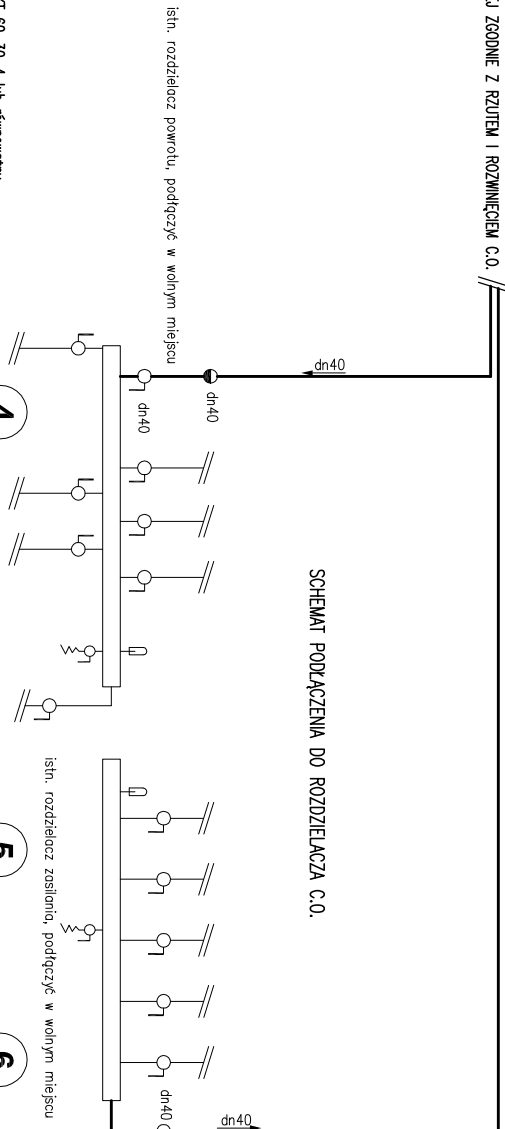 EJ ZGODNIE Z RZUTEM I ROZWINIĘCIEM C.O.
dn40
istn. rozdzielacz powrotu, podłączyć w wolnym miejscu
dn40
dn40
SCHEMAT PODŁĄCZENIA DO ROZDZIELACZA C.O.
istn. rozdzielacz zasilania, podłączyć w wolnym miejscu
dn40
dn40
4
5
6